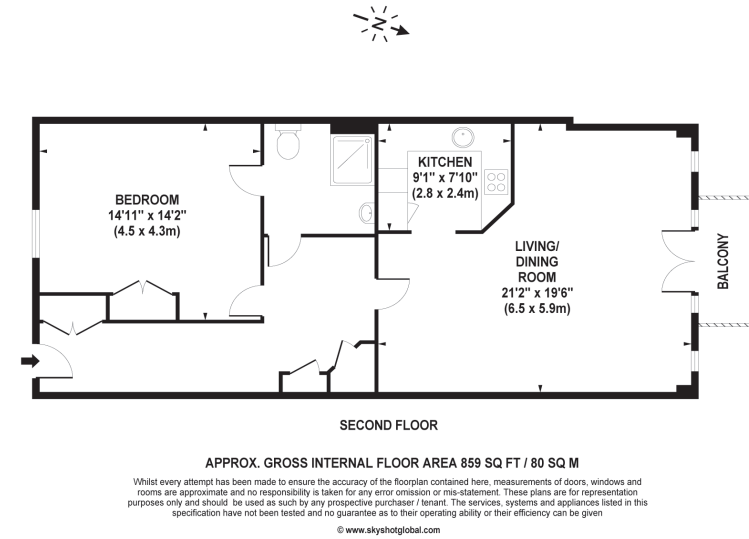 N
BEDROOM
14'11" x 14'2"
(4.5 x 4.3m)
KITCHEN
9'1" x 7'10"
(2.8 x 2.4m)
LIVING/
DINING
ROOM
21'2" x 19'6"
(6.5 x 5.9m)
BALCONY
SECOND FLOOR
APPROX. GROSS INTERNAL FLOOR AREA 859 SQ FT / 80 SQ M
Whilst every attempt has been made to ensure the accuracy of the floorplan contained here, measurements of doors, windows and
rooms are approximate and no responsibility is taken for any error omission or mis-statement. These plans are for representation
purposes only and should be used as such by any prospective purchaser / tenant. The services, systems and appliances listed in this
specification have not been tested and no guarantee as to their operating ability or their efficiency can be given
© www.skyshotglobal.com